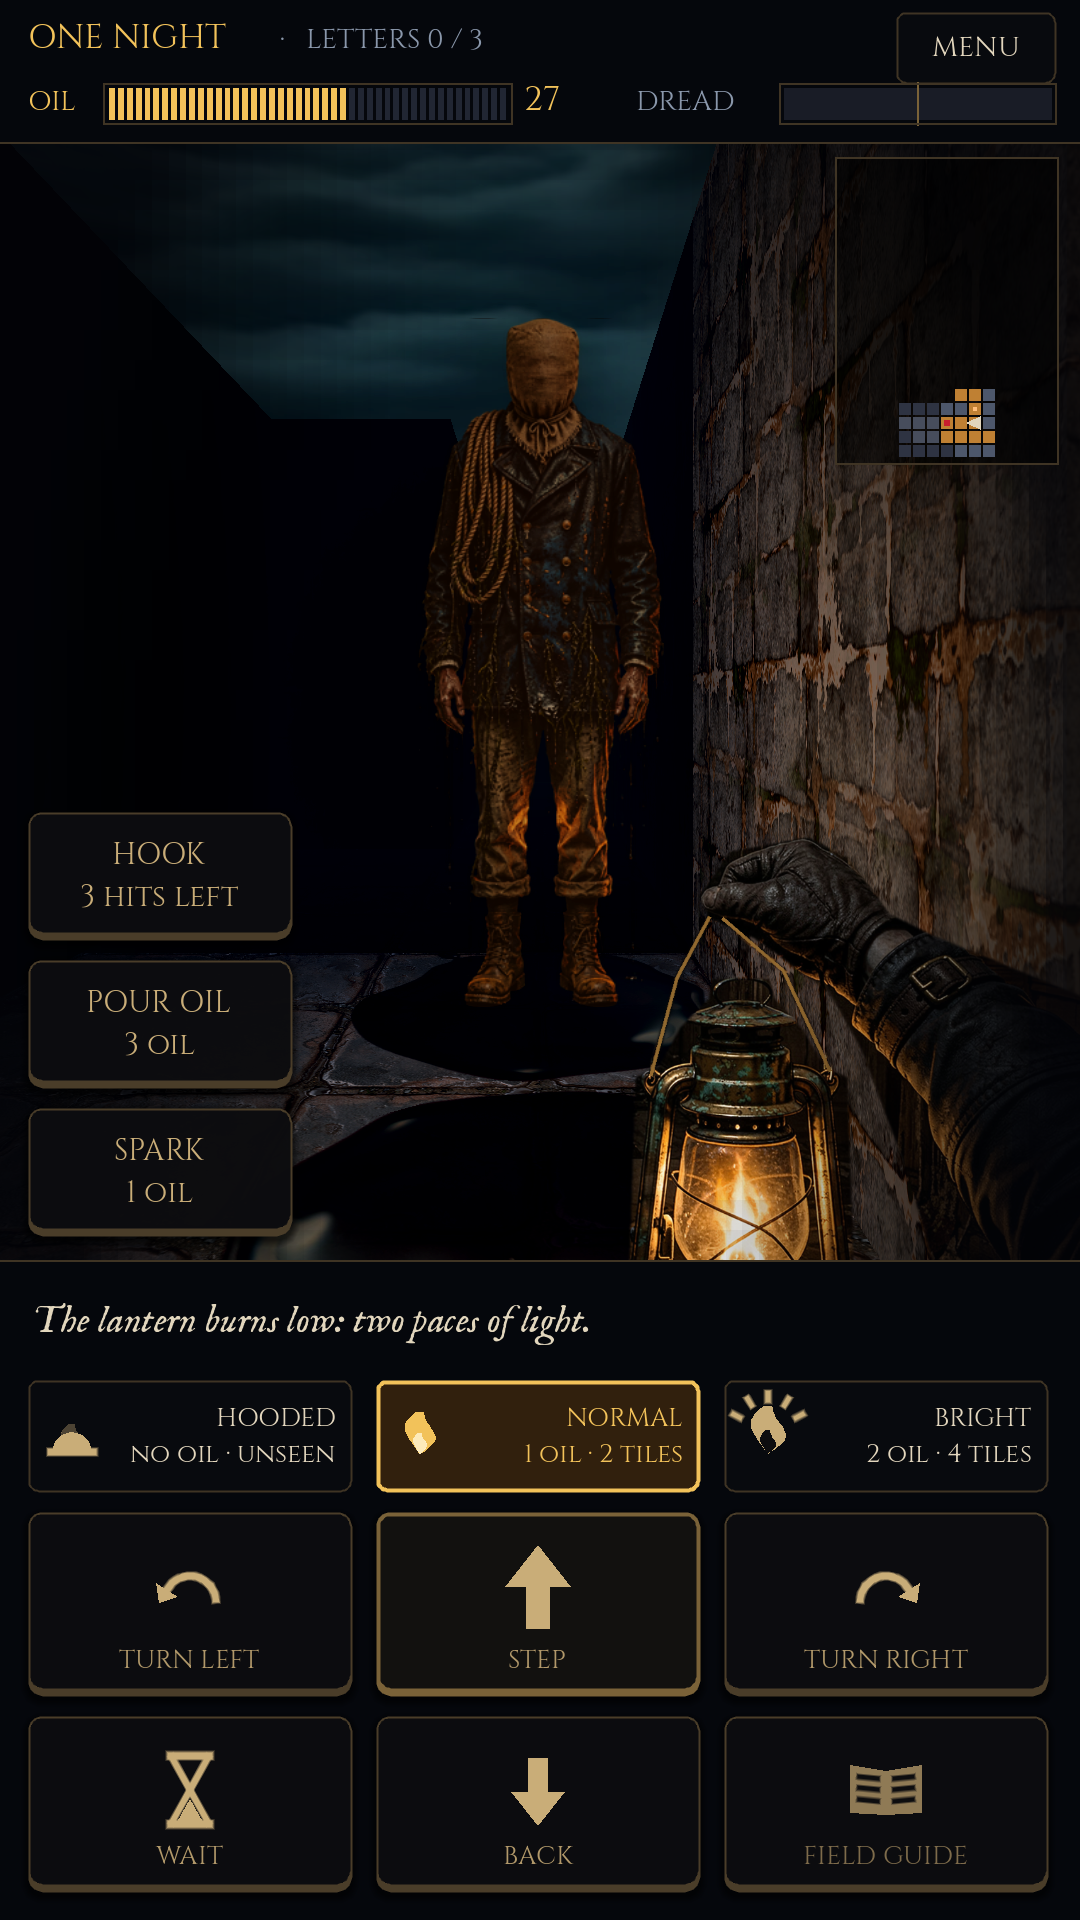 ONE NIGHT · LETTERS 0 / 3
MENU
OIL 27 DREAD
HOOK
3 HITS LEFT
POUR OIL
3 OIL
SPARK
1 OIL
The lantern burns low: two paces of light.
HOODED
NO OIL · UNSEEN
NORMAL
1 OIL · 2 TILES
BRIGHT
2 OIL · 4 TILES
TURN LEFT
STEP
TURN RIGHT
WAIT
BACK
FIELD GUIDE